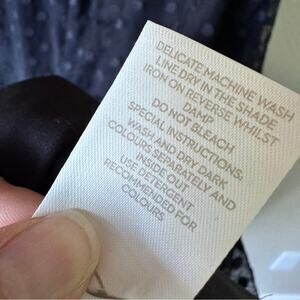 DELICATE MACHINE WASH
LINE DRY IN THE SHADE
IRON ON REVERSE WHILST
DAMP
DO NOT BLEACH
SPECIAL INSTRUCTIONS:
WASH AND DRY DARK
COLOURS SEPARATELY AND
INSIDE OUT
USE DETERGENT
RECOMMENDED FOR
COLOURS